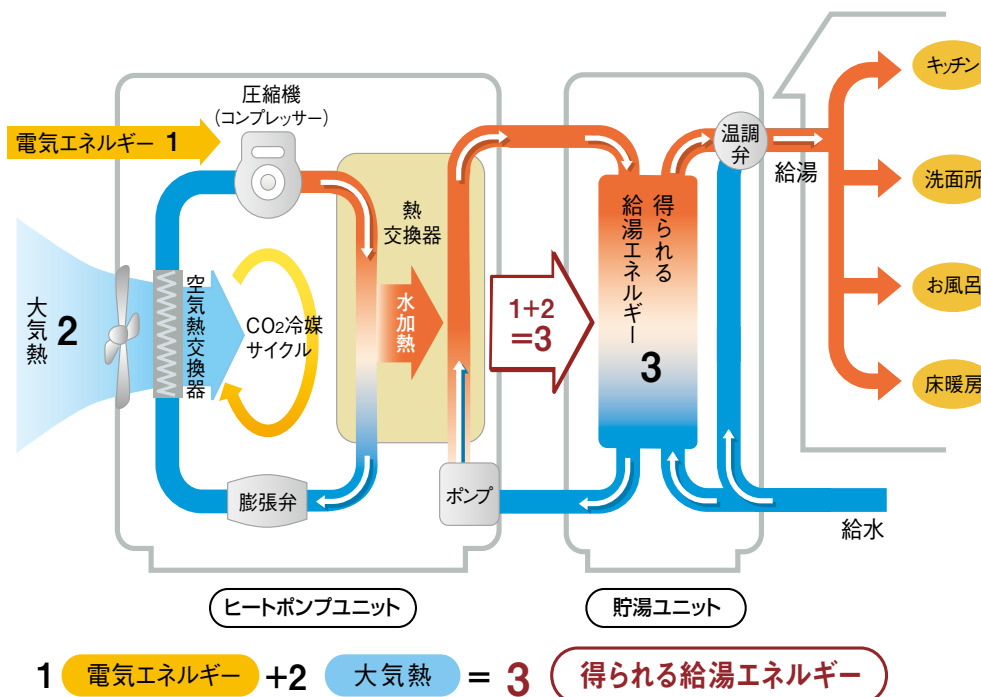 圧縮機
(コンプレッサー)
電気エネルギー 1
大気熱 2
空気熱交換器
CO2冷媒
サイクル
膨張弁
熱
交換器
水加熱
ポンプ
1+2
=3
得られる
給湯エネルギー
3
温調
弁
給湯
給水
キッチン
洗面所
お風呂
床暖房
ヒートポンプユニット
貯湯ユニット
1 電気エネルギー +2 大気熱 = 3 得られる給湯エネルギー